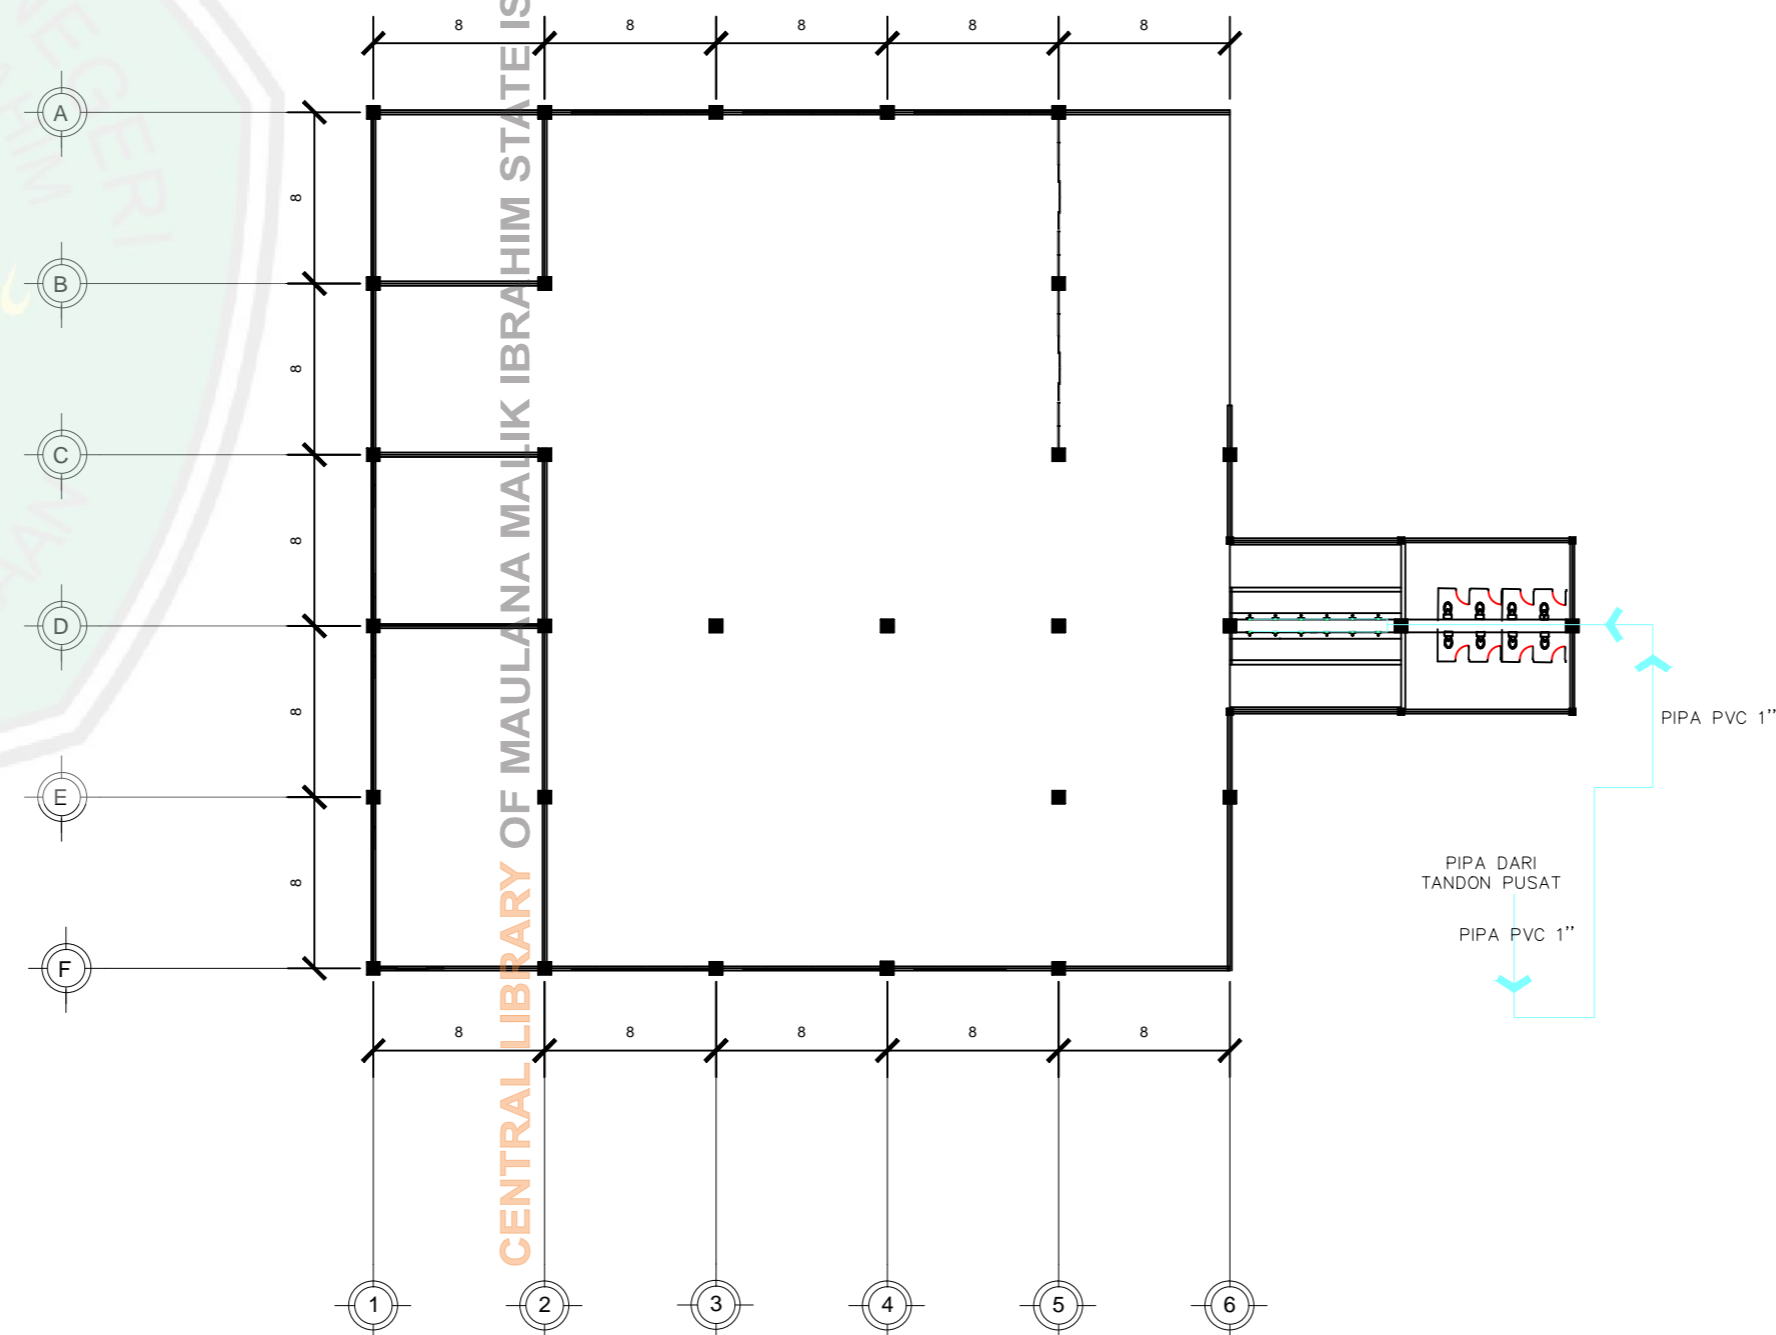 8 8 8 8 8
A
8
B
8
C
8
D
8
E
8
F
PIPA PVC 1''
PIPA DARI
TANDON PUSAT
PIPA PVC 1''
8 8 8 8 8
1 2 3 4 5 6
CENTRAL LIBRARY OF MAULANA MALIK IBRAHIM STATE IS
NEGERI